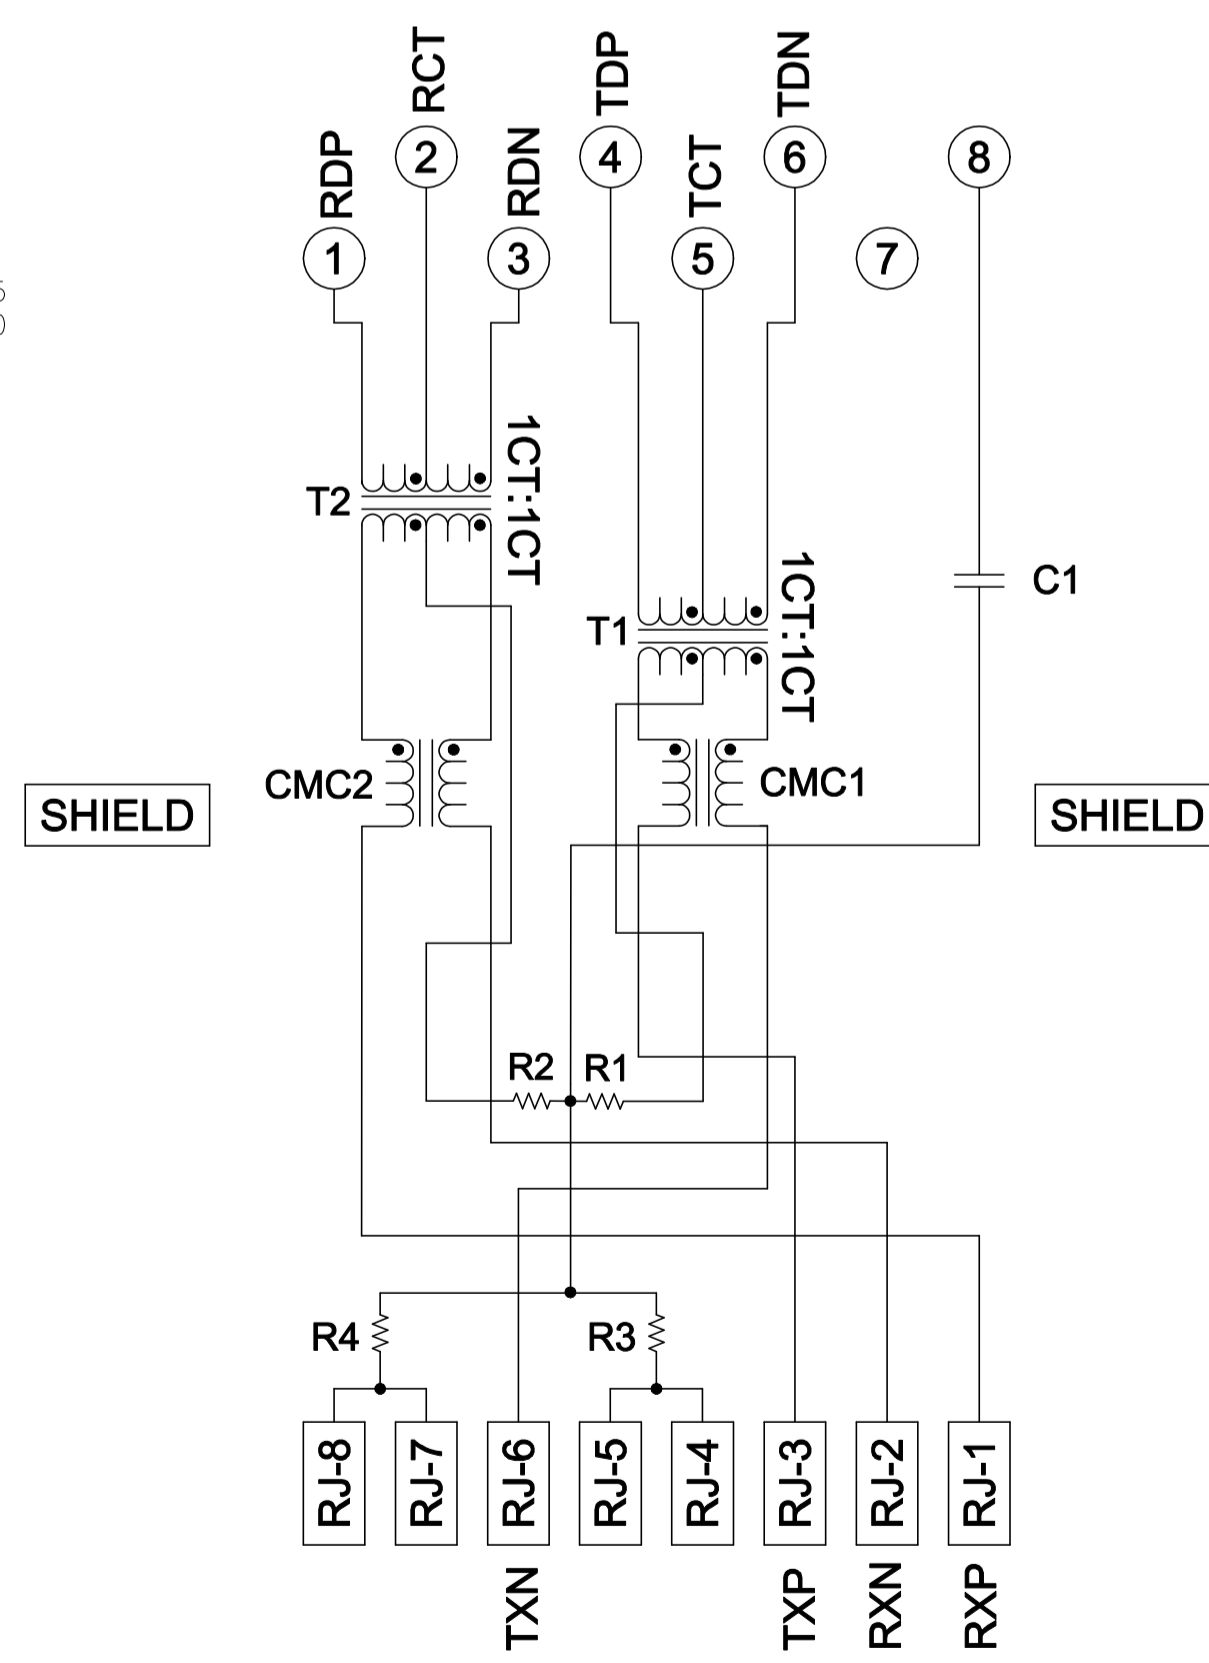 RDP
RCT
RDN
TDP
TCT
TDN
1
2
3
4
5
6
7
8
T2
1CT:1CT
T1
1CT:1CT
C1
SHIELD
CMC2
CMC1
SHIELD
R2
R1
R4
R3
RJ-8
RJ-7
RJ-6
RJ-5
RJ-4
RJ-3
RJ-2
RJ-1
TXN
TXP
RXN
RXP